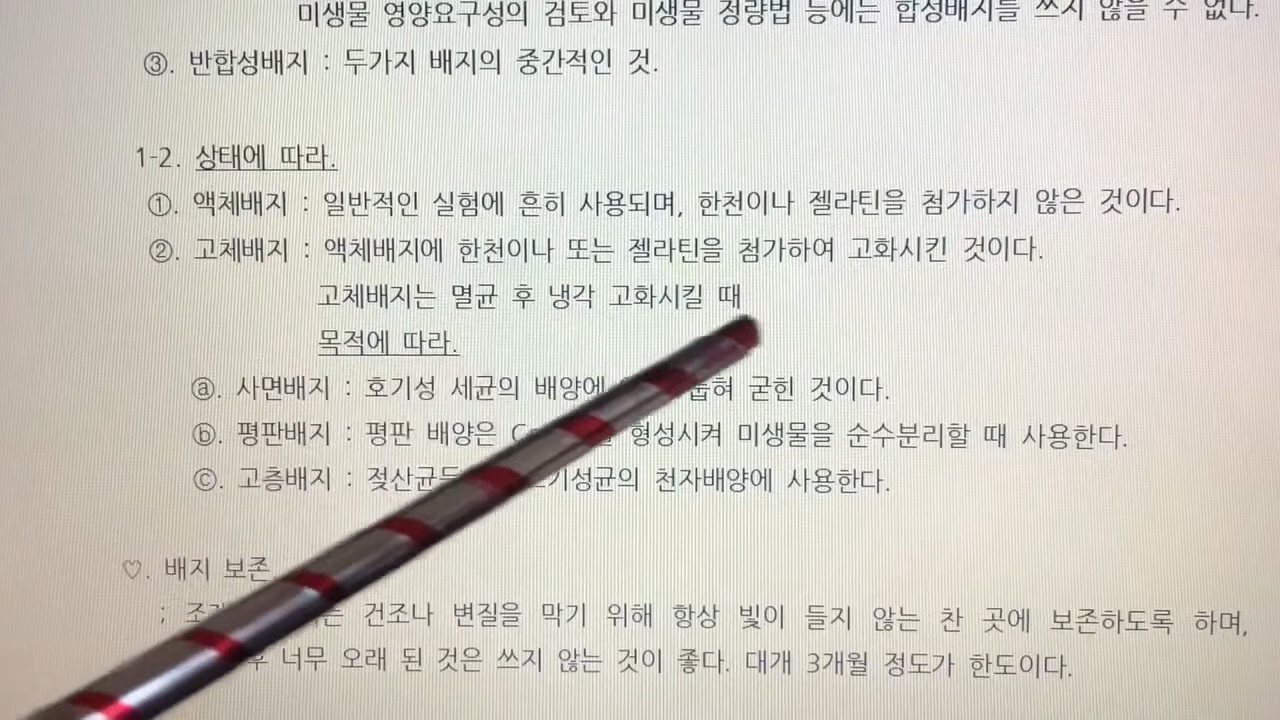 미생물 영양요구성의 검토와 미생물 정량법 등에는 합성배지를 쓰지 않을 수 없다.
③. 반합성배지 : 두가지 배지의 중간적인 것.
1-2. 상태에 따라.
①. 액체배지 : 일반적인 실험에 흔히 사용되며, 한천이나 젤라틴을 첨가하지 않은 것이다.
②. 고체배지 : 액체배지에 한천이나 또는 젤라틴을 첨가하여 고화시킨 것이다.
고체배지는 멸균 후 냉각 고화시킬 때
목적에 따라.
ⓐ. 사면배지 : 호기성 세균의 배양에 굳힌 것이다.
ⓑ. 평판배지 : 평판 배양은 형성시켜 미생물을 순수분리할 때 사용한다.
ⓒ. 고층배지 : 천자배양에 사용한다.
♡. 배지 보존
; 건조나 변질을 막기 위해 항상 빛이 들지 않는 찬 곳에 보존하도록 하며,
너무 오래 된 것은 쓰지 않는 것이 좋다. 대개 3개월 정도가 한도이다.